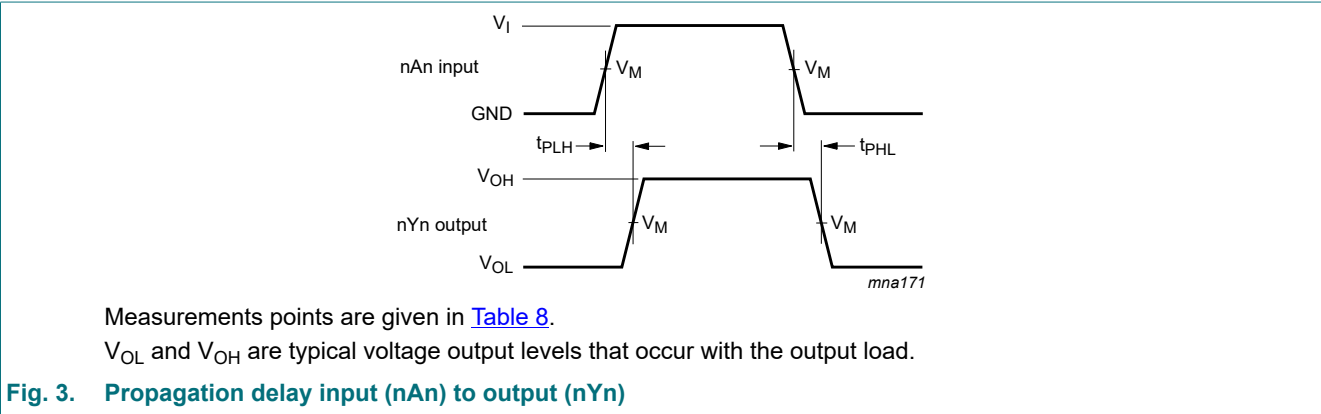 VI
nAn input
VM
VM
GND
tPLH
tPHL
VOH
nYn output
VM
VM
VOL
mna171
Measurements points are given in Table 8.
VOL and VOH are typical voltage output levels that occur with the output load.
Fig. 3. Propagation delay input (nAn) to output (nYn)